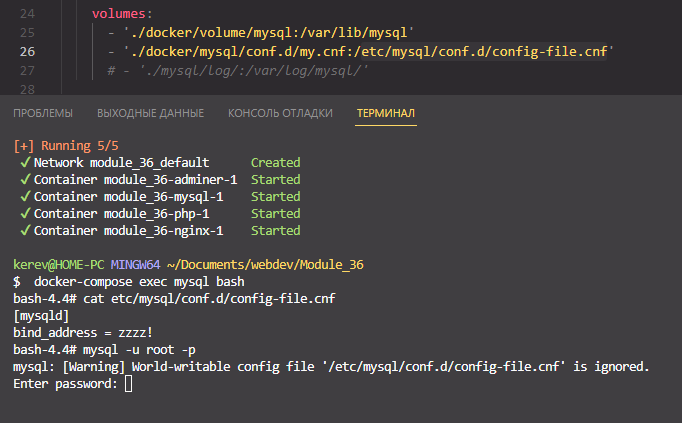 24 volumes:
25 - './docker/volume/mysql:/var/lib/mysql'
26 - './docker/mysql/conf.d/my.cnf:/etc/mysql/conf.d/config-file.cnf'
27 # - './mysql/log/:/var/log/mysql/'
28
ПРОБЛЕМЫ ВЫХОДНЫЕ ДАННЫЕ КОНСОЛЬ ОТЛАДКИ ТЕРМИНАЛ
[+] Running 5/5
✔ Network module_36_default Created
✔ Container module_36-adminer-1 Started
✔ Container module_36-mysql-1 Started
✔ Container module_36-php-1 Started
✔ Container module_36-nginx-1 Started
kerev@HOME-PC MINGW64 ~/Documents/webdev/Module_36
$ docker-compose exec mysql bash
bash-4.4# cat etc/mysql/conf.d/config-file.cnf
[mysqld]
bind_address = zzzz!
bash-4.4# mysql -u root -p
mysql: [Warning] World-writable config file '/etc/mysql/conf.d/config-file.cnf' is ignored.
Enter password: